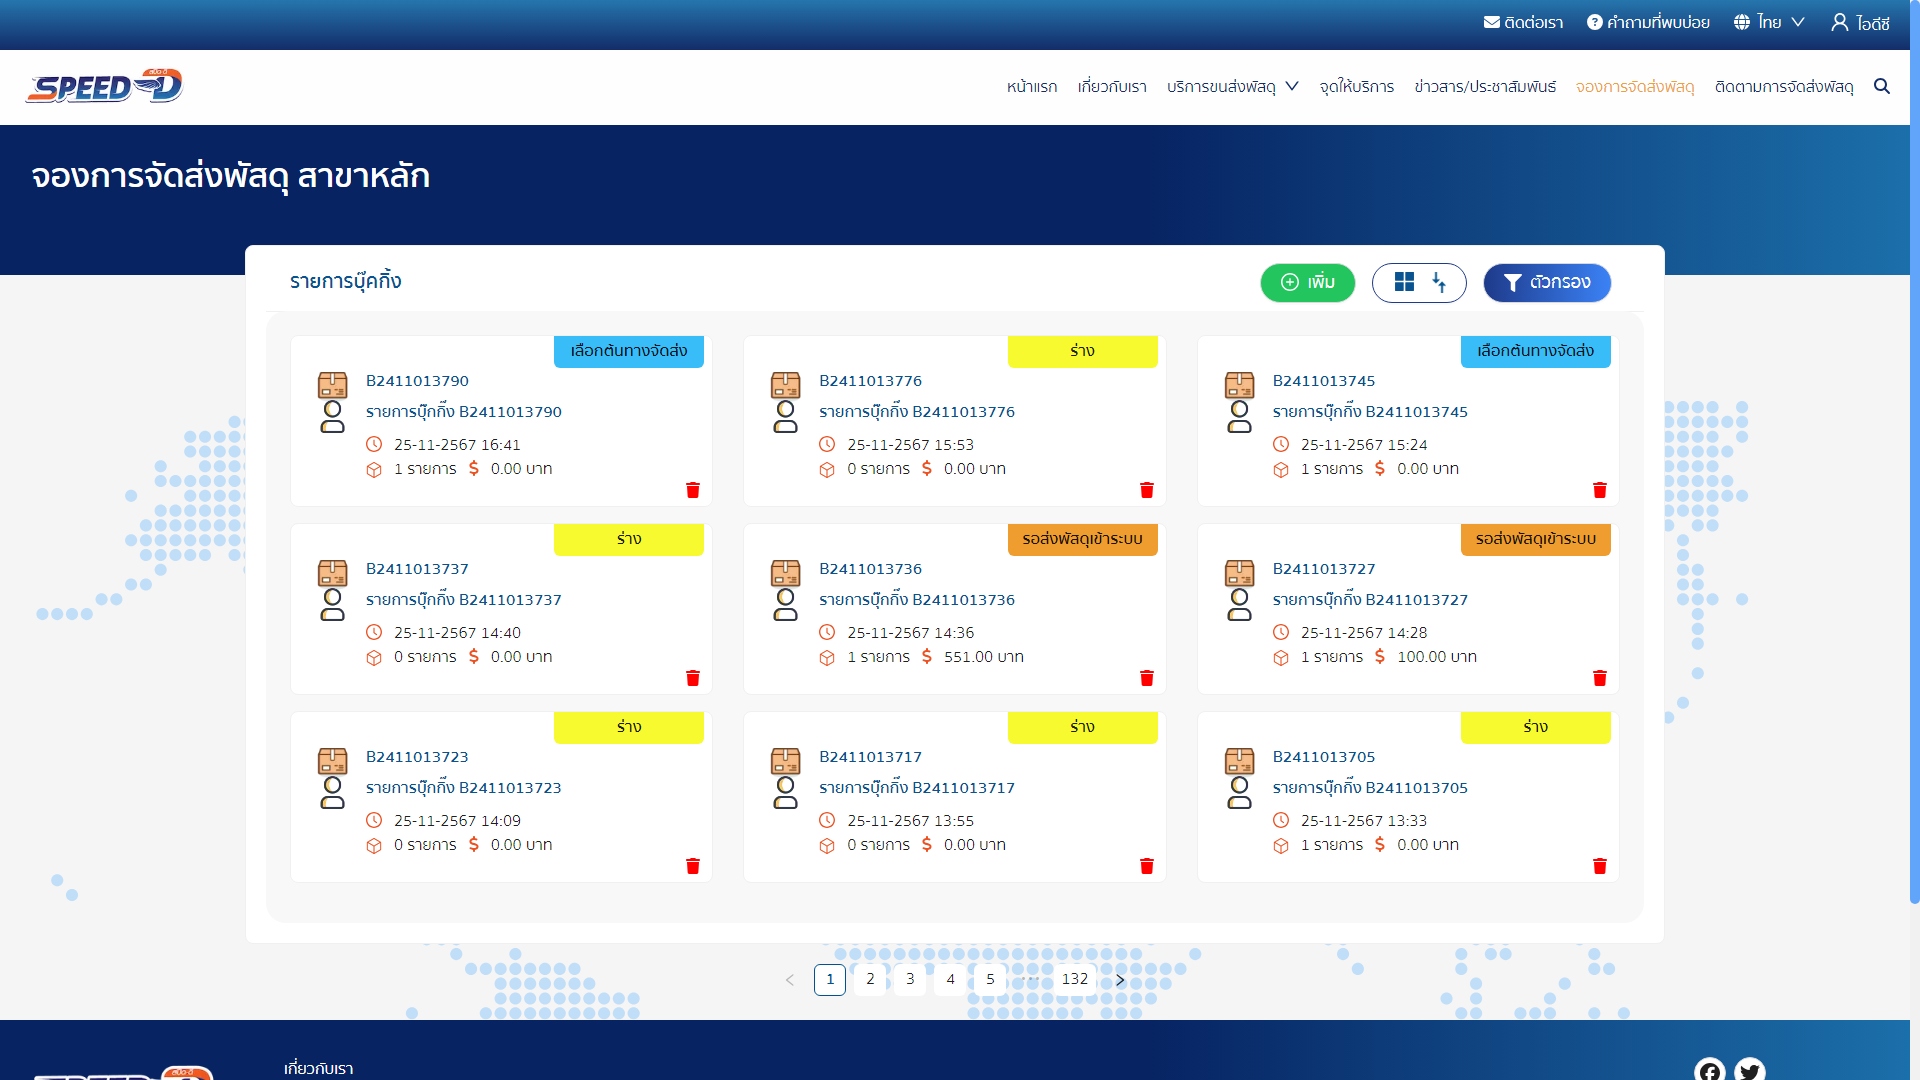 ติดต่อเรา คำถามที่พบบ่อย ไทย ไอดีซี
SPEED-D สปีด-ดี
หน้าแรก เกี่ยวกับเรา บริการขนส่งพัสดุ จุดให้บริการ ข่าวสาร/ประชาสัมพันธ์ จองการจัดส่งพัสดุ ติดตามการจัดส่งพัสดุ
จองการจัดส่งพัสดุ สาขาหลัก
รายการบุ๊คกิ้ง
เพิ่ม ตัวกรอง
เลือกต้นทางจัดส่ง
B2411013790
รายการบุ๊กกิ๊ง B2411013790
25-11-2567 16:41
1 รายการ $ 0.00 บาท
ร่าง
B2411013776
รายการบุ๊กกิ๊ง B2411013776
25-11-2567 15:53
0 รายการ $ 0.00 บาท
เลือกต้นทางจัดส่ง
B2411013745
รายการบุ๊กกิ๊ง B2411013745
25-11-2567 15:24
1 รายการ $ 0.00 บาท
ร่าง
B2411013737
รายการบุ๊กกิ๊ง B2411013737
25-11-2567 14:40
0 รายการ $ 0.00 บาท
รอส่งพัสดุเข้าระบบ
B2411013736
รายการบุ๊กกิ๊ง B2411013736
25-11-2567 14:36
1 รายการ $ 551.00 บาท
รอส่งพัสดุเข้าระบบ
B2411013727
รายการบุ๊กกิ๊ง B2411013727
25-11-2567 14:28
1 รายการ $ 100.00 บาท
ร่าง
B2411013723
รายการบุ๊กกิ๊ง B2411013723
25-11-2567 14:09
0 รายการ $ 0.00 บาท
ร่าง
B2411013717
รายการบุ๊กกิ๊ง B2411013717
25-11-2567 13:55
0 รายการ $ 0.00 บาท
ร่าง
B2411013705
รายการบุ๊กกิ๊ง B2411013705
25-11-2567 13:33
1 รายการ $ 0.00 บาท
1 2 3 4 5 ••• 132
เกี่ยวกับเรา